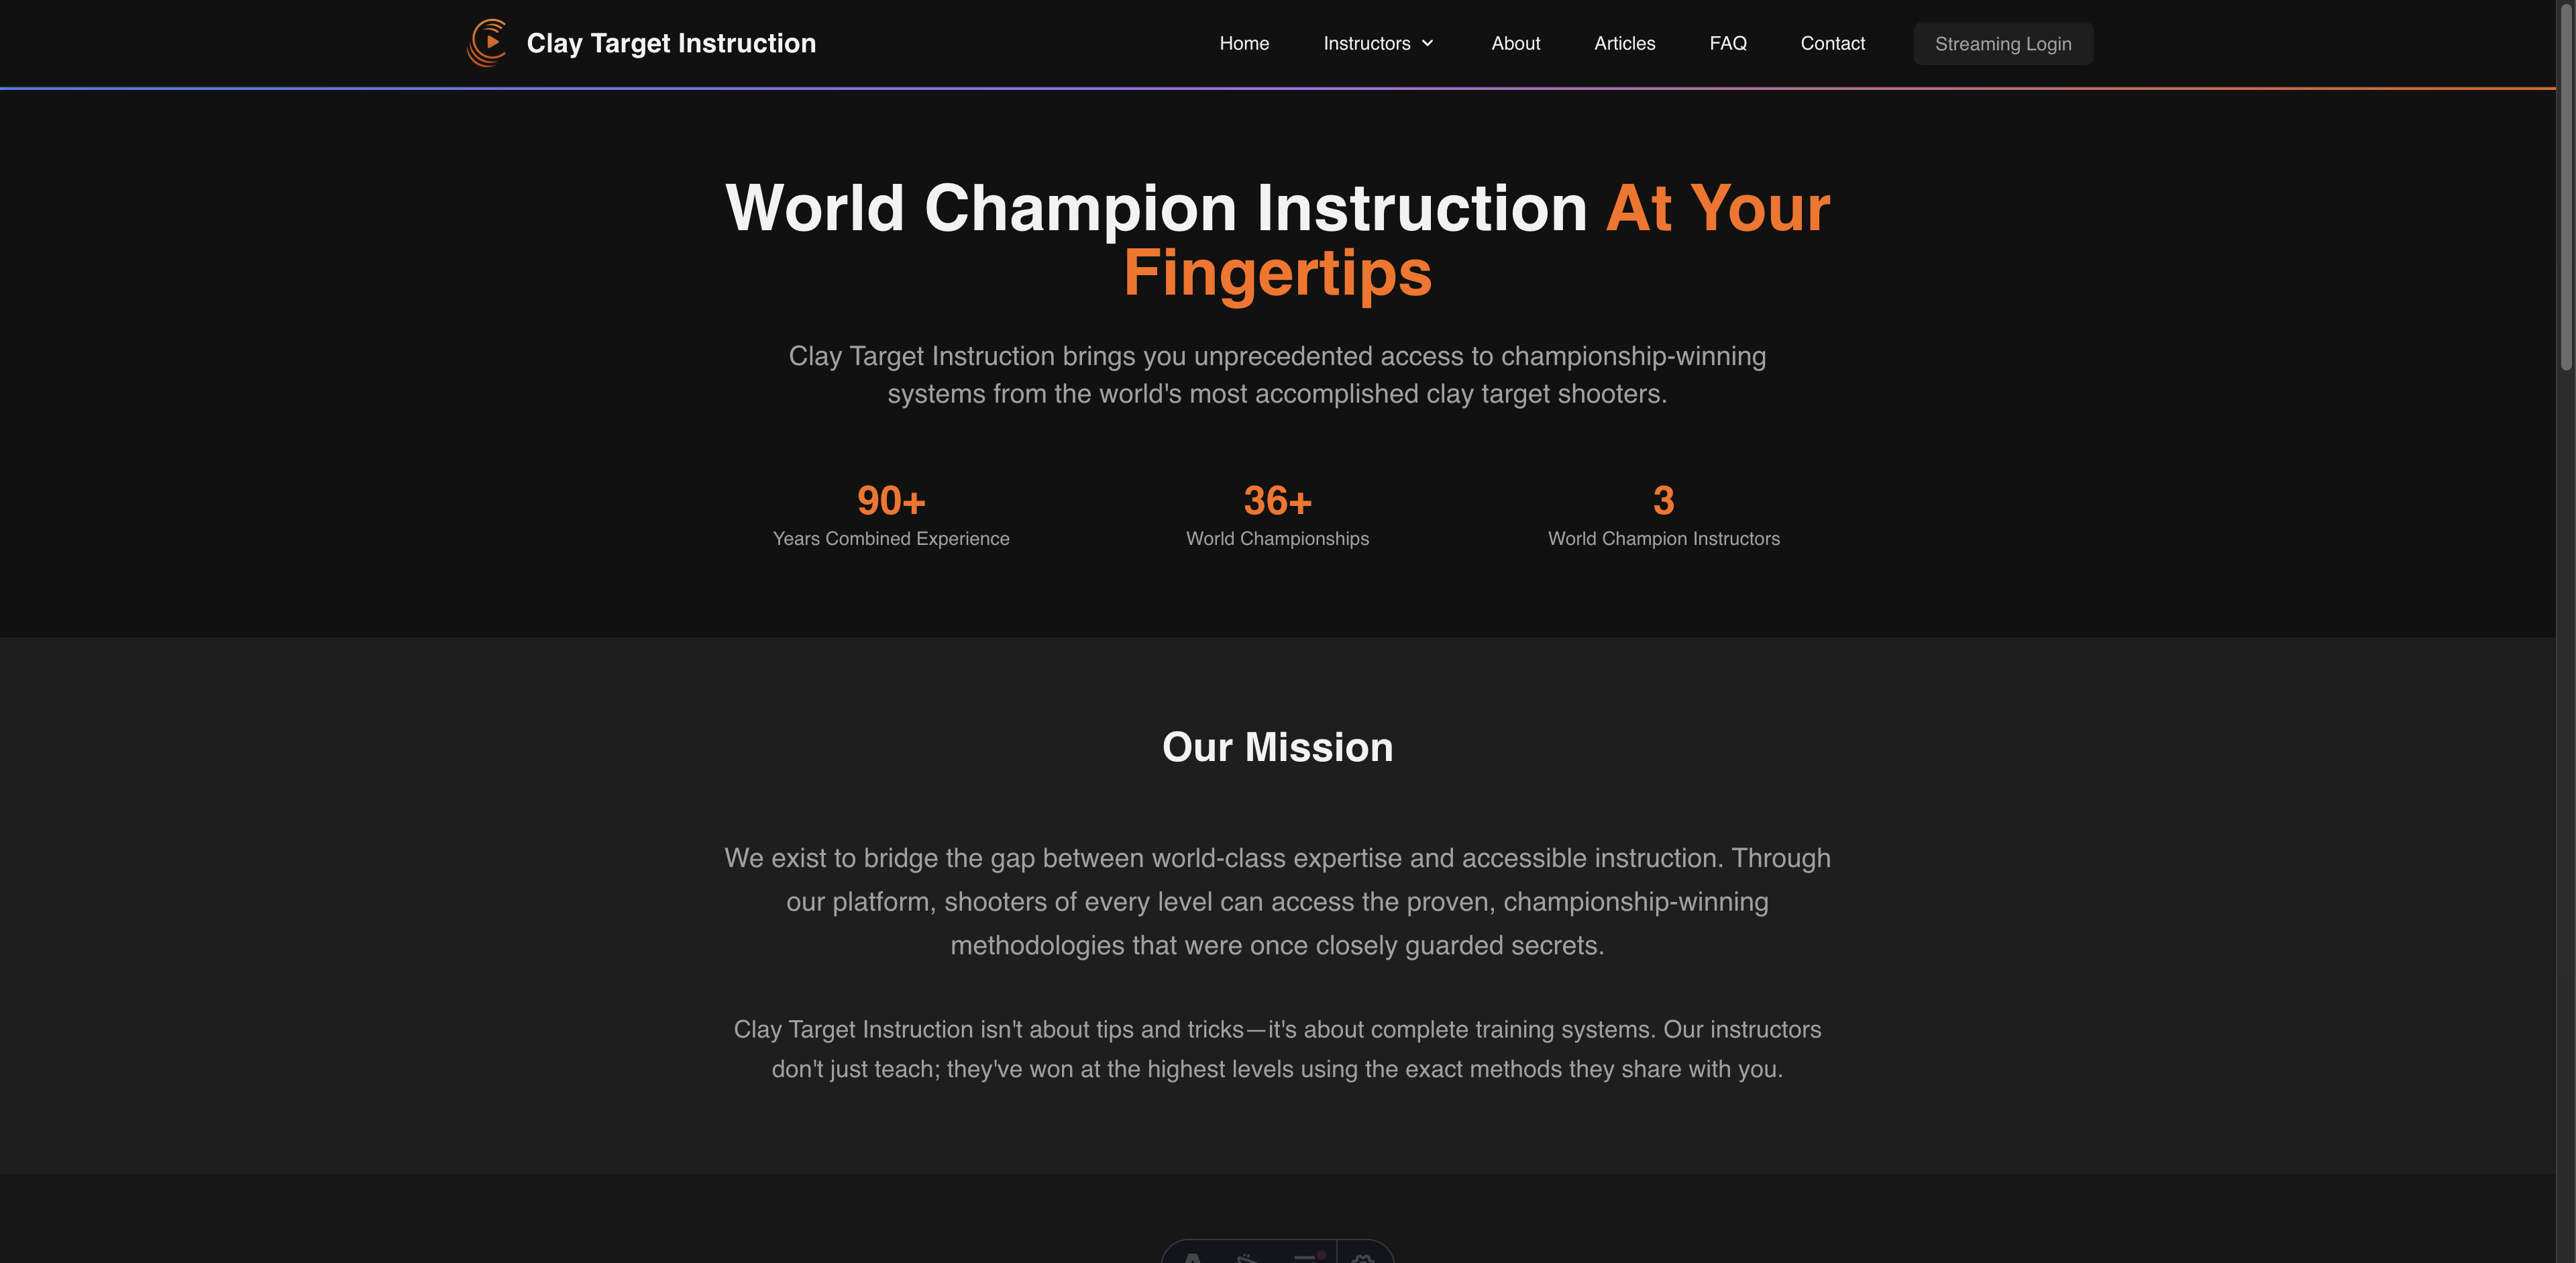 Clay Target Instruction
Home
Instructors
About
Articles
FAQ
Contact
Streaming Login
World Champion Instruction At Your
Fingertips
Clay Target Instruction brings you unprecedented access to championship-winning
systems from the world's most accomplished clay target shooters.
90+
Years Combined Experience
36+
World Championships
3
World Champion Instructors
Our Mission
We exist to bridge the gap between world-class expertise and accessible instruction. Through
our platform, shooters of every level can access the proven, championship-winning
methodologies that were once closely guarded secrets.
Clay Target Instruction isn't about tips and tricks—it's about complete training systems. Our instructors
don't just teach; they've won at the highest levels using the exact methods they share with you.